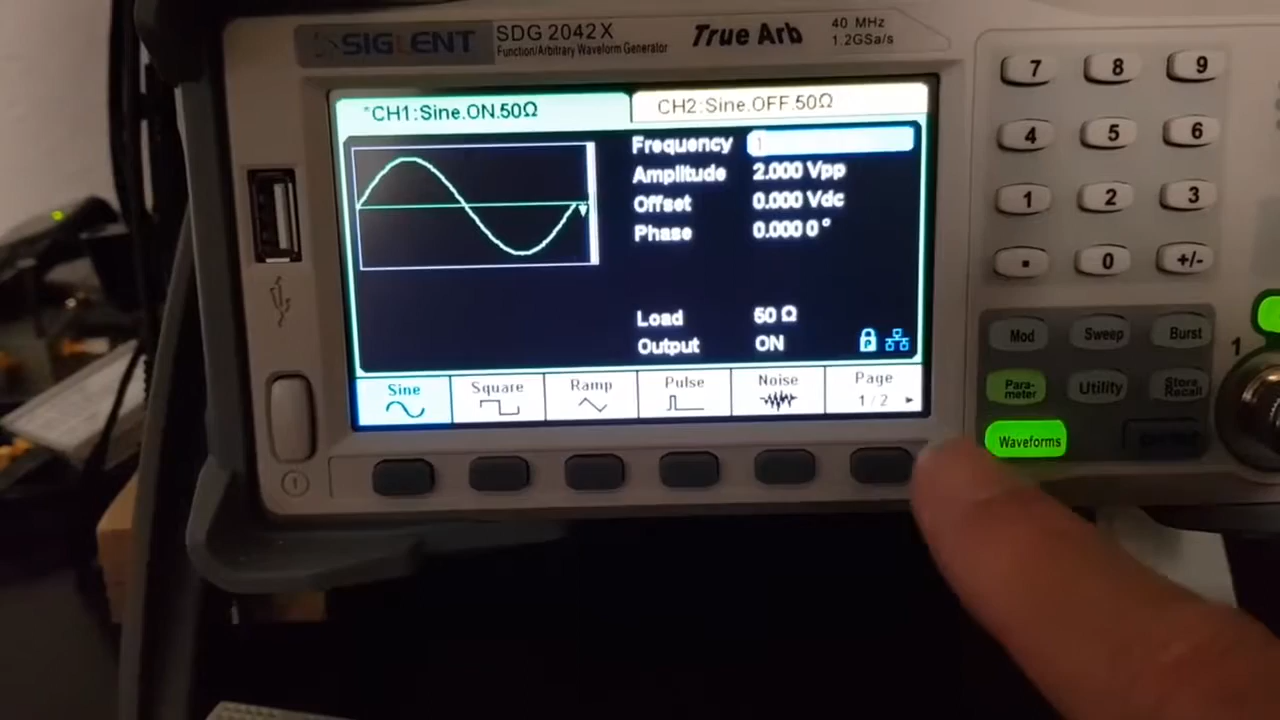 SIGLENT
SDG 2042X
Function/Arbitrary Waveform Generator
True Arb
40 MHz
1.2GSa/s
*CH1:Sine.ON.50Ω
CH2:Sine.OFF.50Ω
Frequency 1
Amplitude 2.000 Vpp
Offset 0.000 Vdc
Phase 0.000 0°
Load 50 Ω
Output ON
Sine
Square
Ramp
Pulse
Noise
Page
1/2
7 8 9
4 5 6
1 2 3
. 0 +/-
Mod Sweep Burst
Para-
meter
Utility
Store
Recall
Waveforms
1